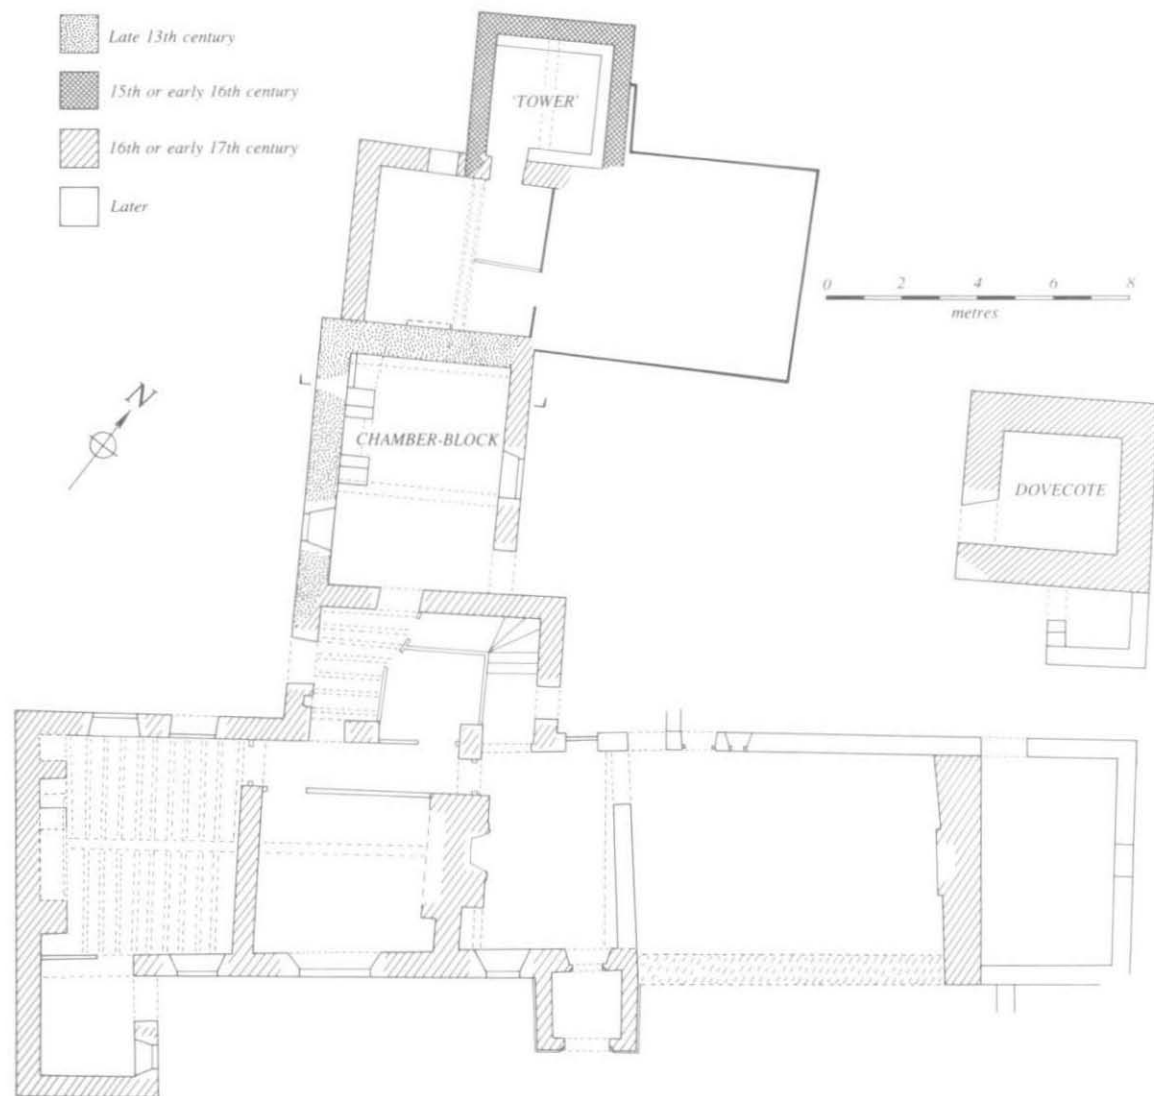 Late 13th century
15th or early 16th century
16th or early 17th century
Later
'TOWER'
0 2 4 6 8
metres
N
CHAMBER-BLOCK
DOVECOTE